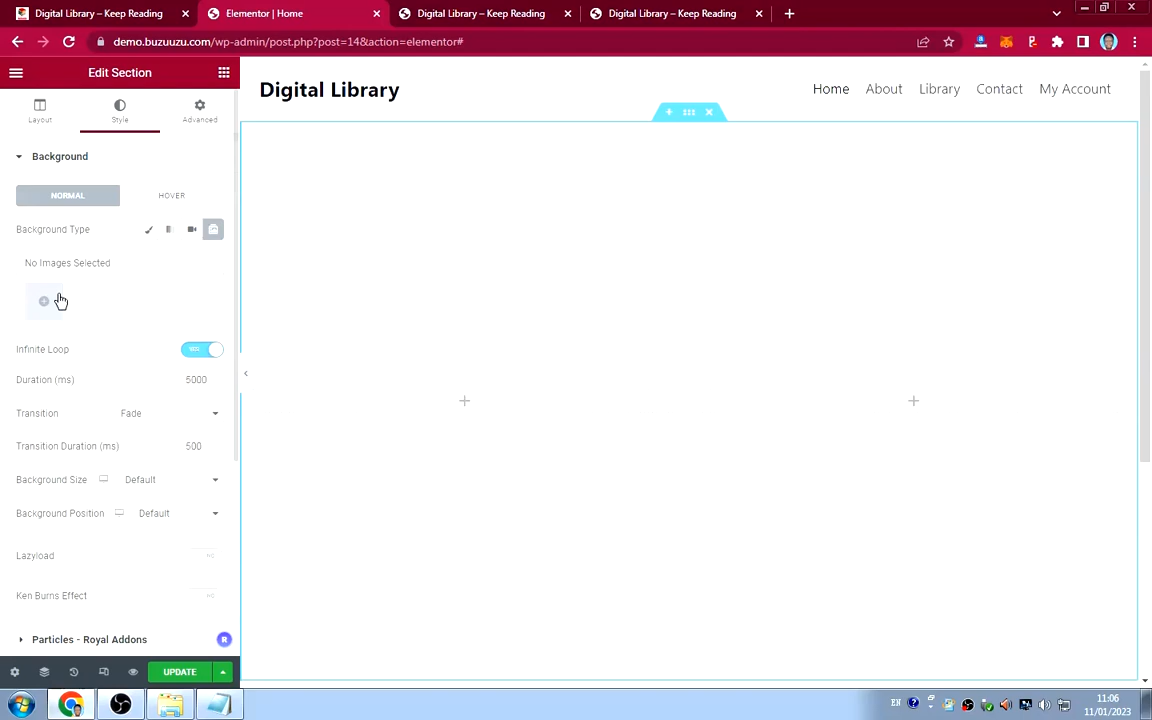 Digital Library – Keep Reading
Elementor | Home
Digital Library – Keep Reading
Digital Library – Keep Reading
demo.buzuuzu.com/wp-admin/post.php?post=14&action=elementor#
Edit Section
Layout
Style
Advanced
Background
NORMAL
HOVER
Background Type
No Images Selected
Infinite Loop
YES
Duration (ms)
5000
Transition
Fade
Transition Duration (ms)
500
Background Size
Default
Background Position
Default
Lazyload
NO
Ken Burns Effect
NO
Particles - Royal Addons
R
UPDATE
Digital Library
Home
About
Library
Contact
My Account
EN
11:06
11/01/2023